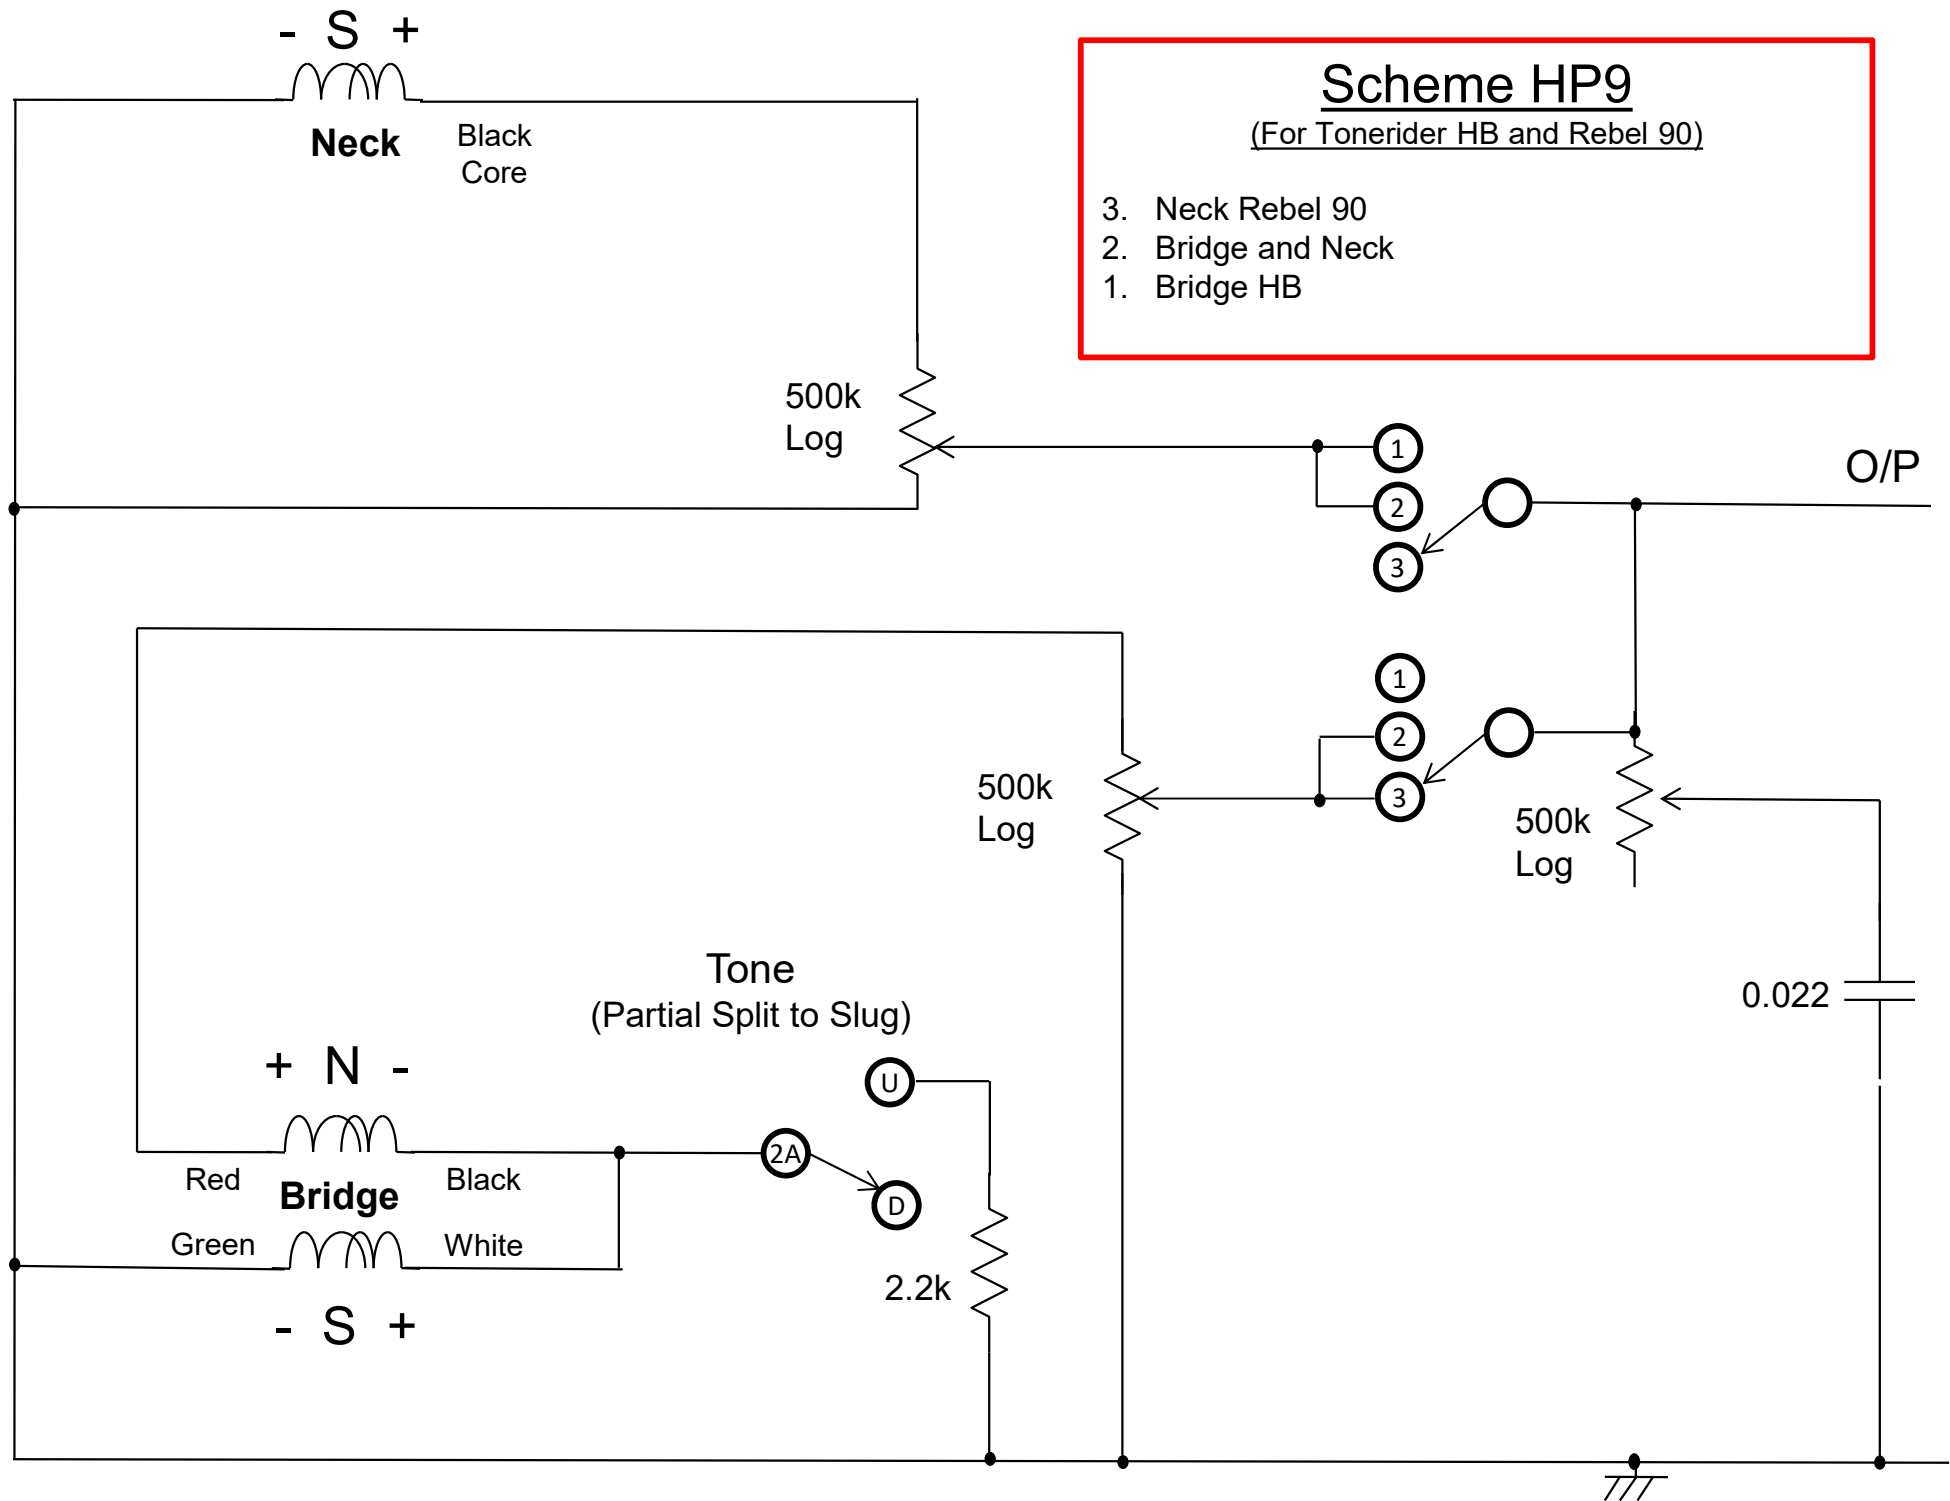 - S +
Neck
Black
Core
Scheme HP9
(For Tonerider HB and Rebel 90)
3. Neck Rebel 90
2. Bridge and Neck
1. Bridge HB
500k
Log
1
2
3
O/P
1
2
3
500k
Log
500k
Log
Tone
(Partial Split to Slug)
0.022
U
2A
D
2.2k
+ N -
Red
Black
Bridge
Green
White
- S +